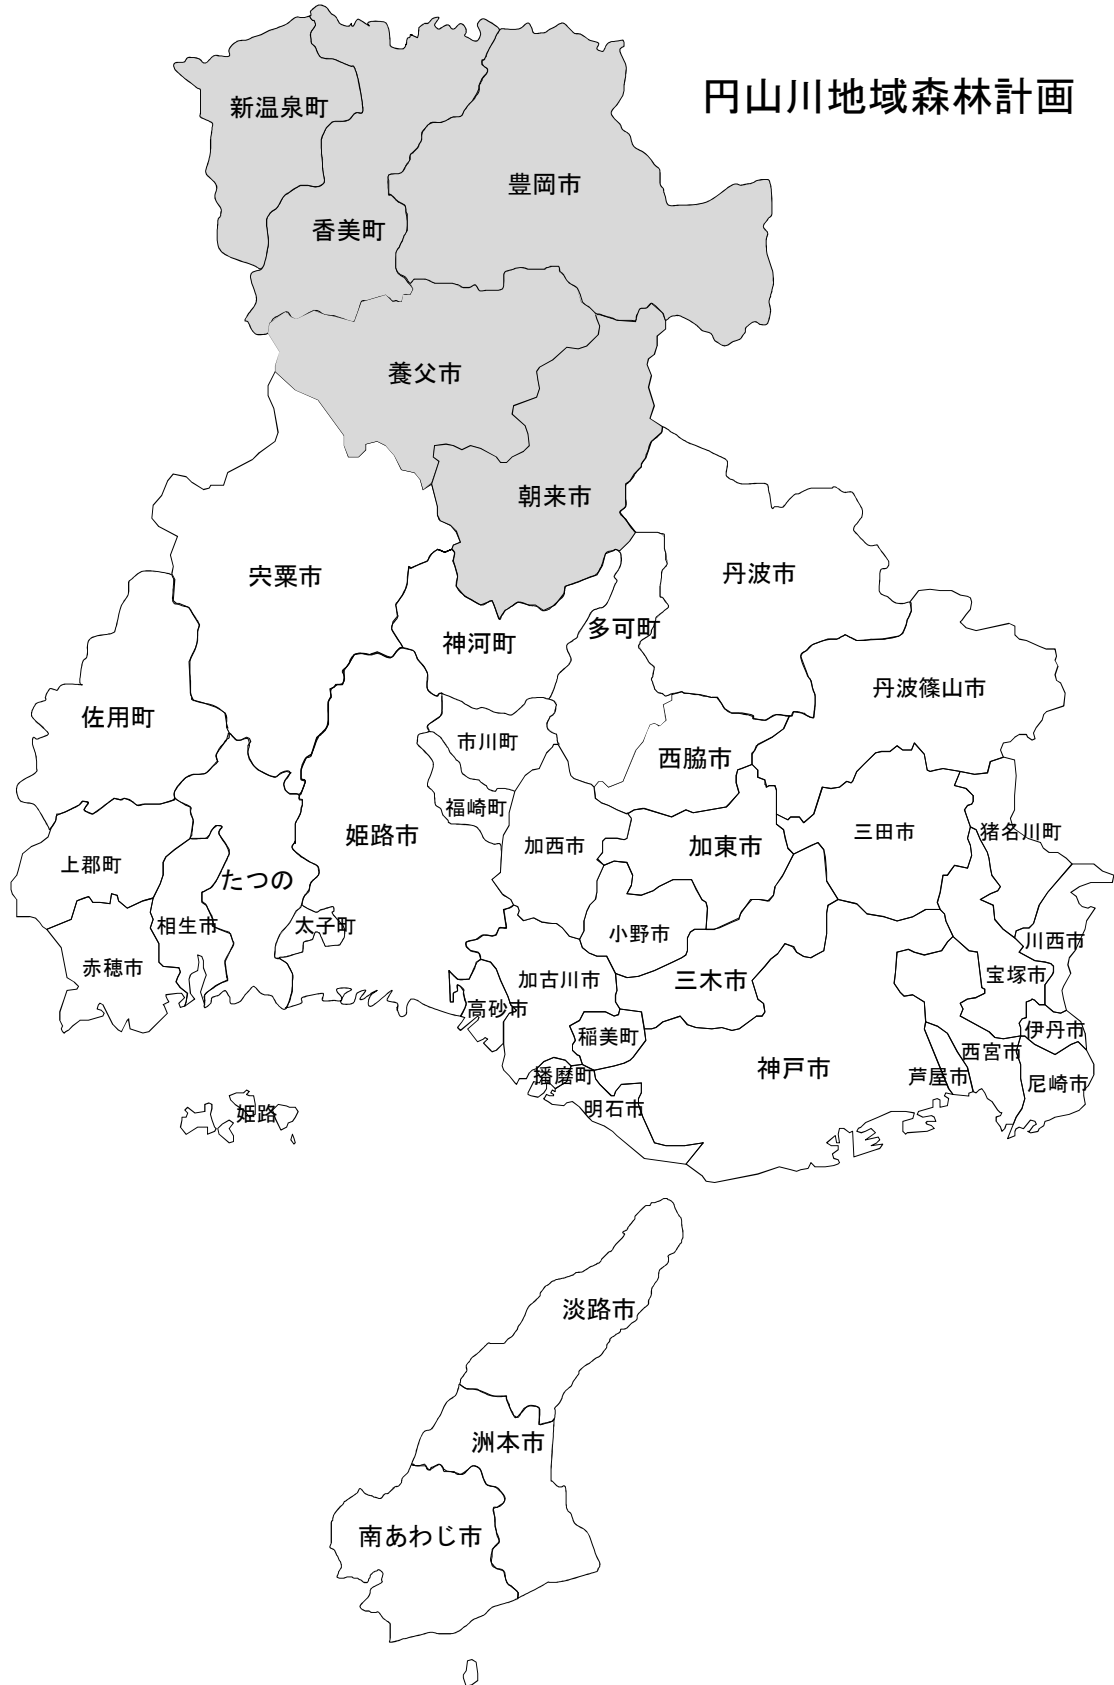 円山川地域森林計画
新温泉町
豊岡市
香美町
養父市
朝来市
宍粟市
丹波市
多可町
神河町
丹波篠山市
佐用町
市川町
西脇市
福崎町
姫路市
加西市
加東市
三田市
猪名川町
上郡町
たつの
相生市
太子町
小野市
川西市
赤穂市
加古川市
三木市
宝塚市
高砂市
稲美町
伊丹市
西宮市
神戸市
播磨町
芦屋市
尼崎市
明石市
姫路
淡路市
洲本市
南あわじ市